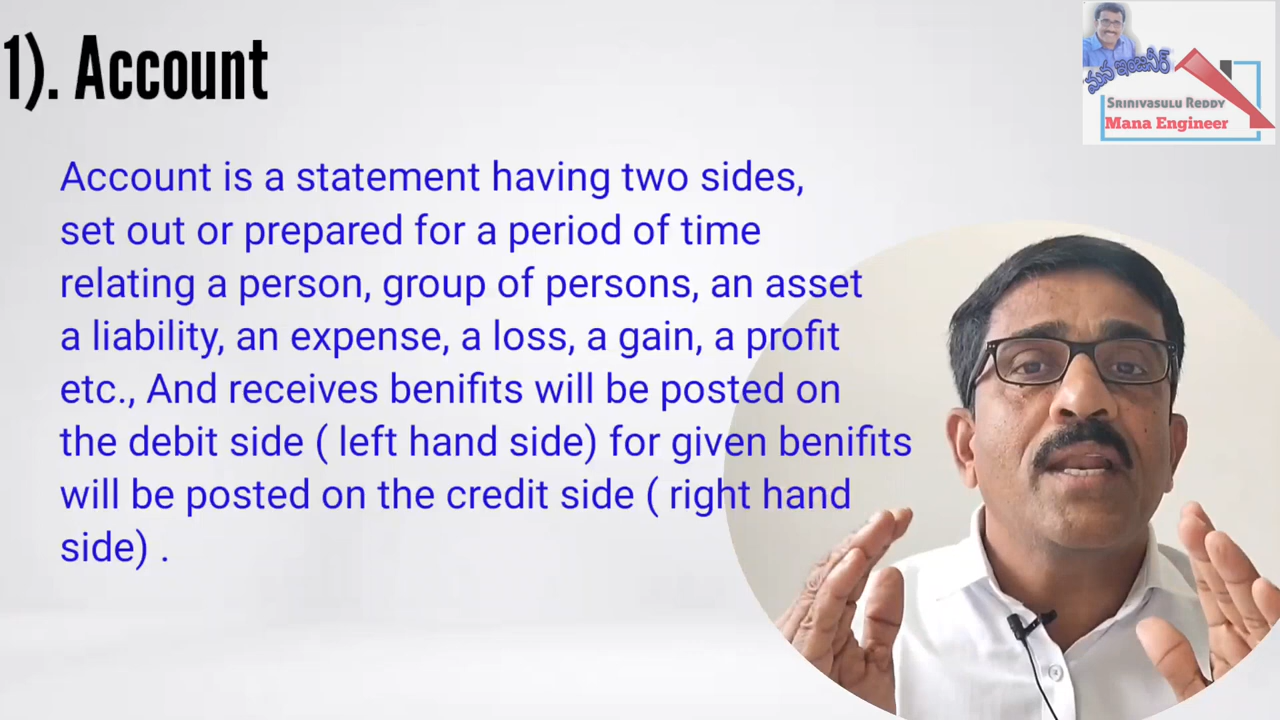 1). Account
మన ఇంజనీర్
SRINIVASULU REDDY
Mana Engineer
Account is a statement having two sides,
set out or prepared for a period of time
relating a person, group of persons, an asset
a liability, an expense, a loss, a gain, a profit
etc., And receives benifits will be posted on
the debit side ( left hand side) for given benifits
will be posted on the credit side ( right hand
side) .